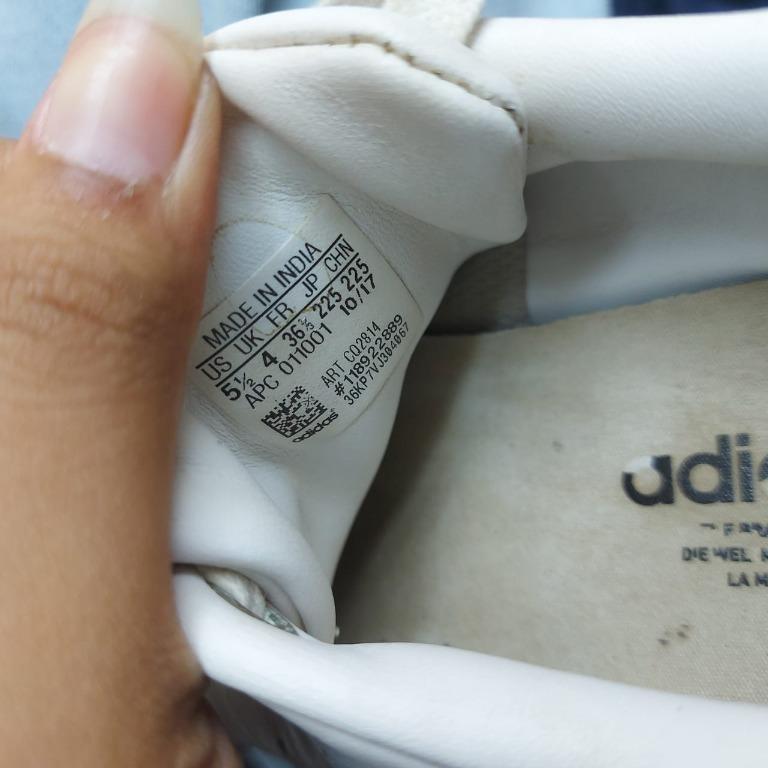 MADE IN INDIA
US UK FR JP CHN
5½ 4 36⅔ 225 225
APC 011001 10/17
ART CQ2814
#118922889
36KP7VJ304067
adidas
adi
DIE WEL
LA M